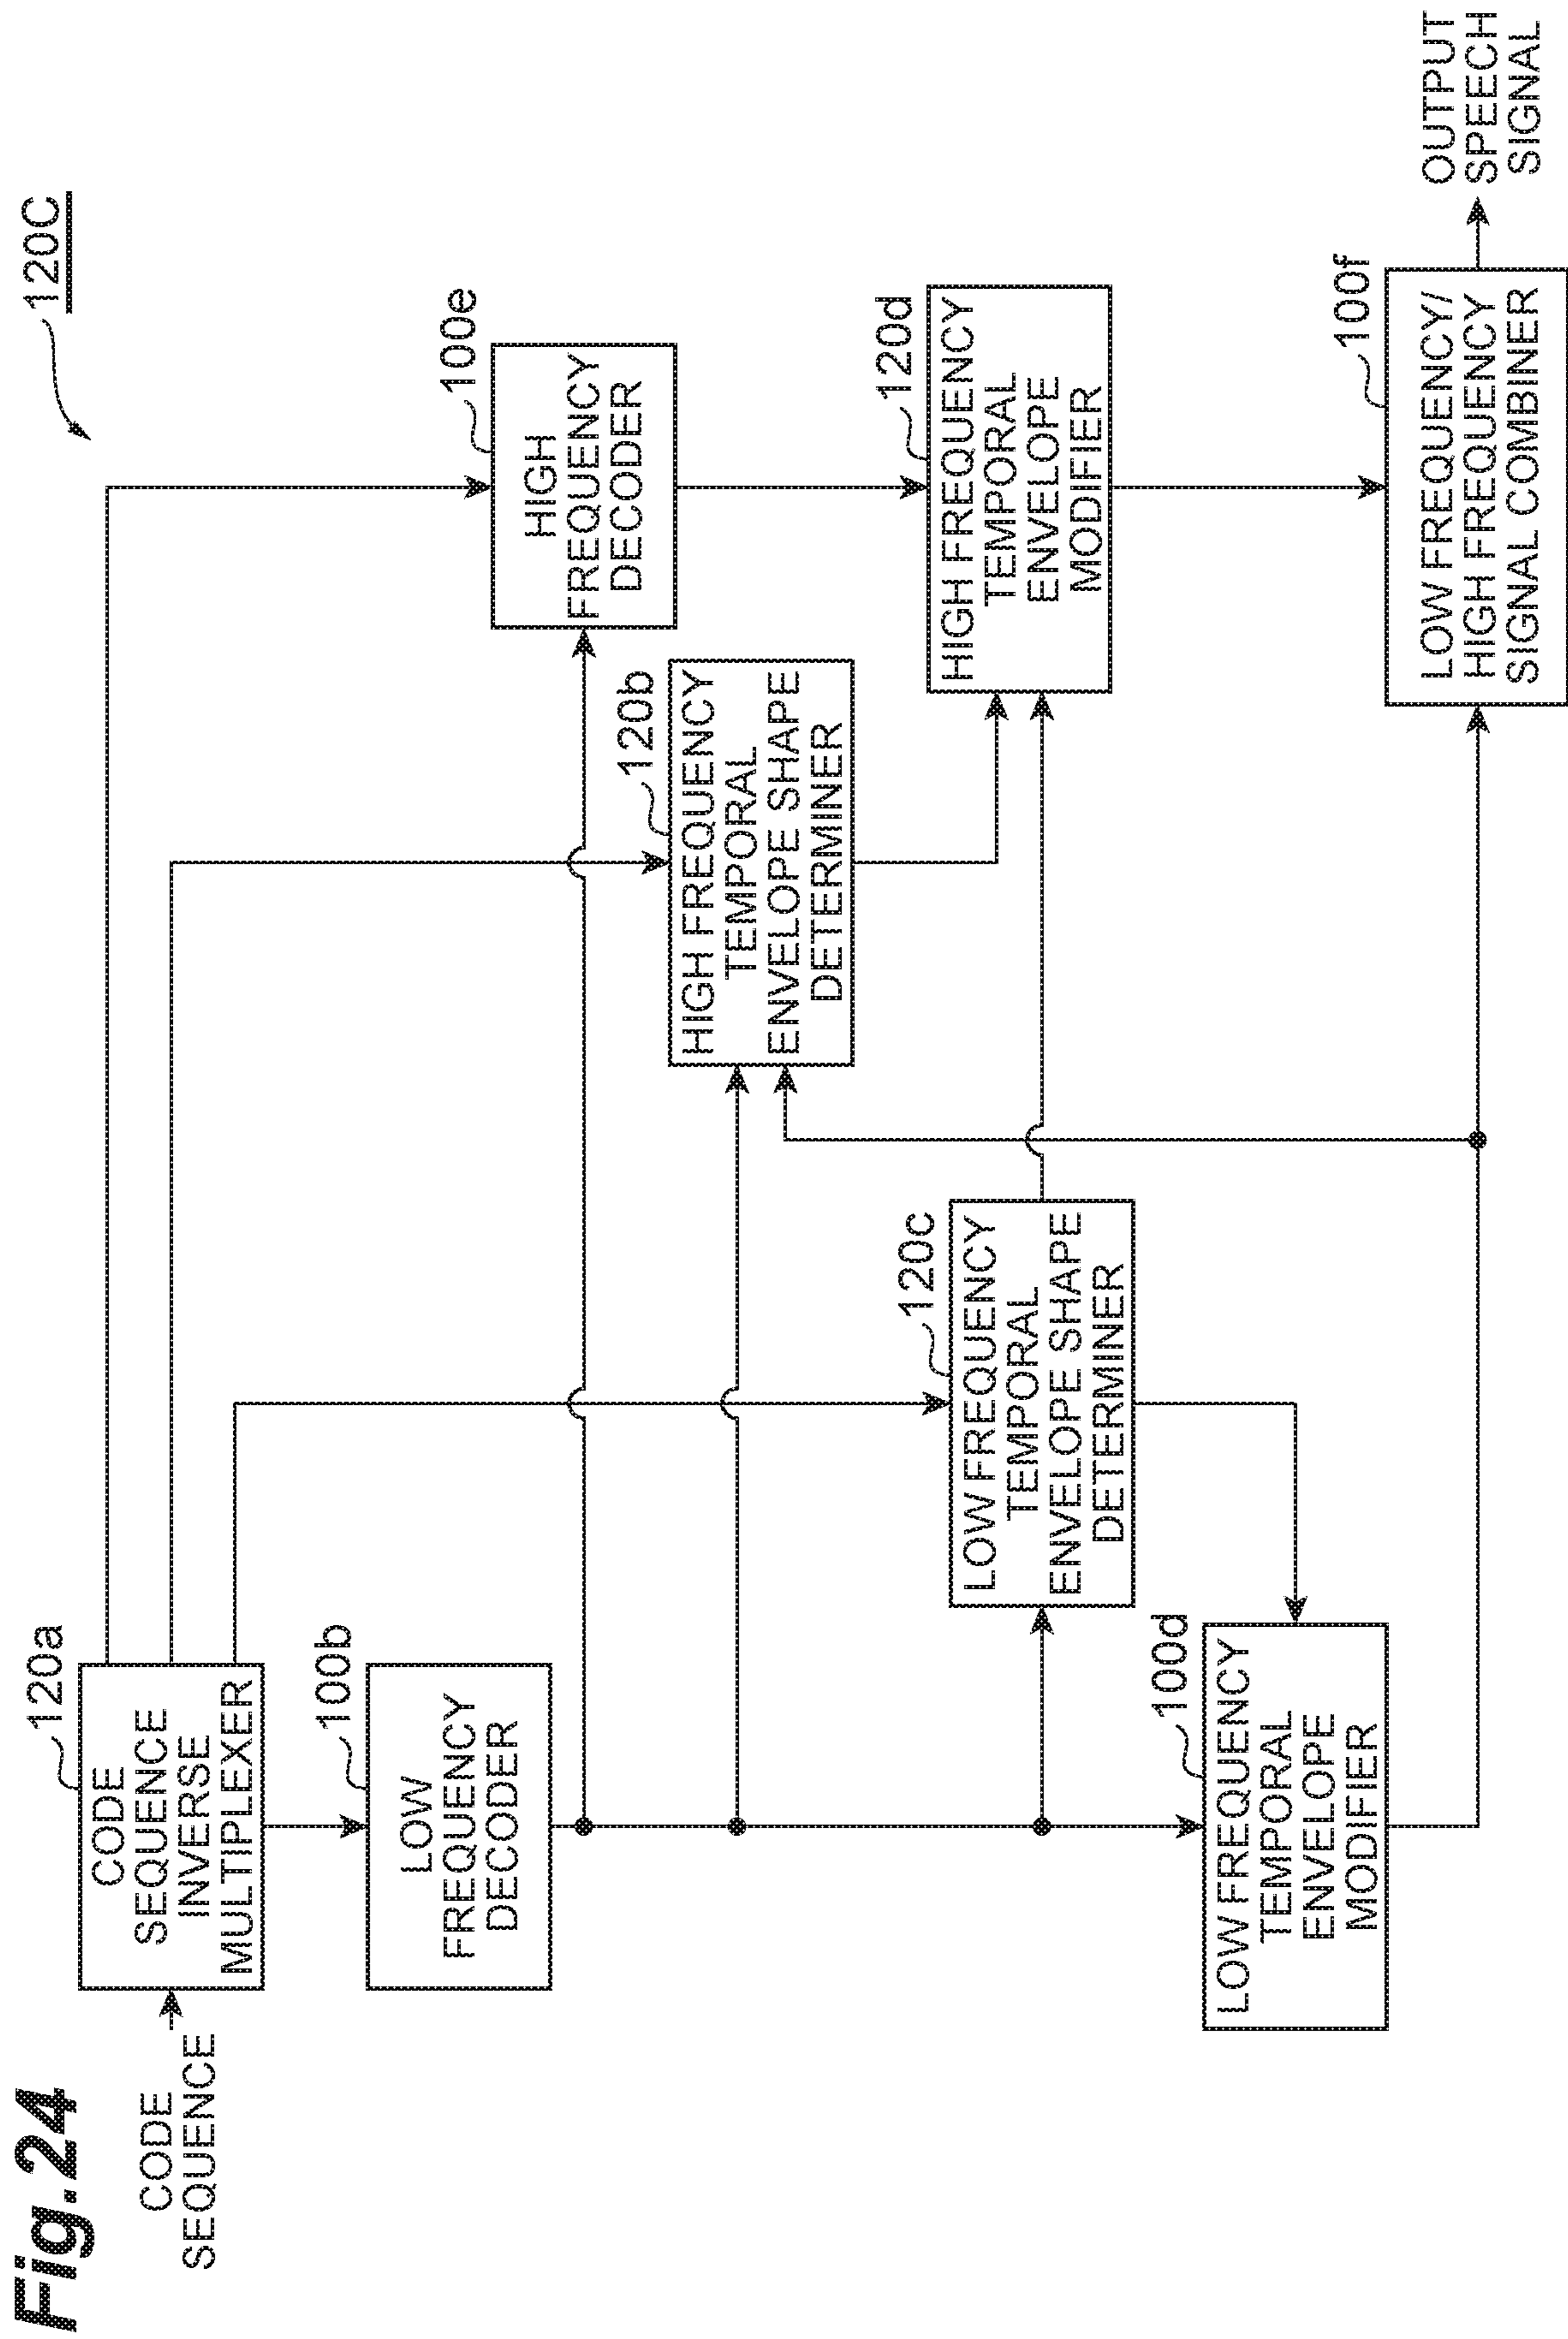 Fig.24
120C
CODE
SEQUENCE
120a
CODE
SEQUENCE
INVERSE
MULTIPLEXER
100b
LOW
FREQUENCY
DECODER
100e
HIGH
FREQUENCY
DECODER
120b
HIGH FREQUENCY
TEMPORAL
ENVELOPE SHAPE
DETERMINER
120c
LOW FREQUENCY
TEMPORAL
ENVELOPE SHAPE
DETERMINER
120d
HIGH FREQUENCY
TEMPORAL
ENVELOPE
MODIFIER
100d
LOW FREQUENCY
TEMPORAL
ENVELOPE
MODIFIER
100f
LOW FREQUENCY/
HIGH FREQUENCY
SIGNAL COMBINER
OUTPUT
SPEECH
SIGNAL